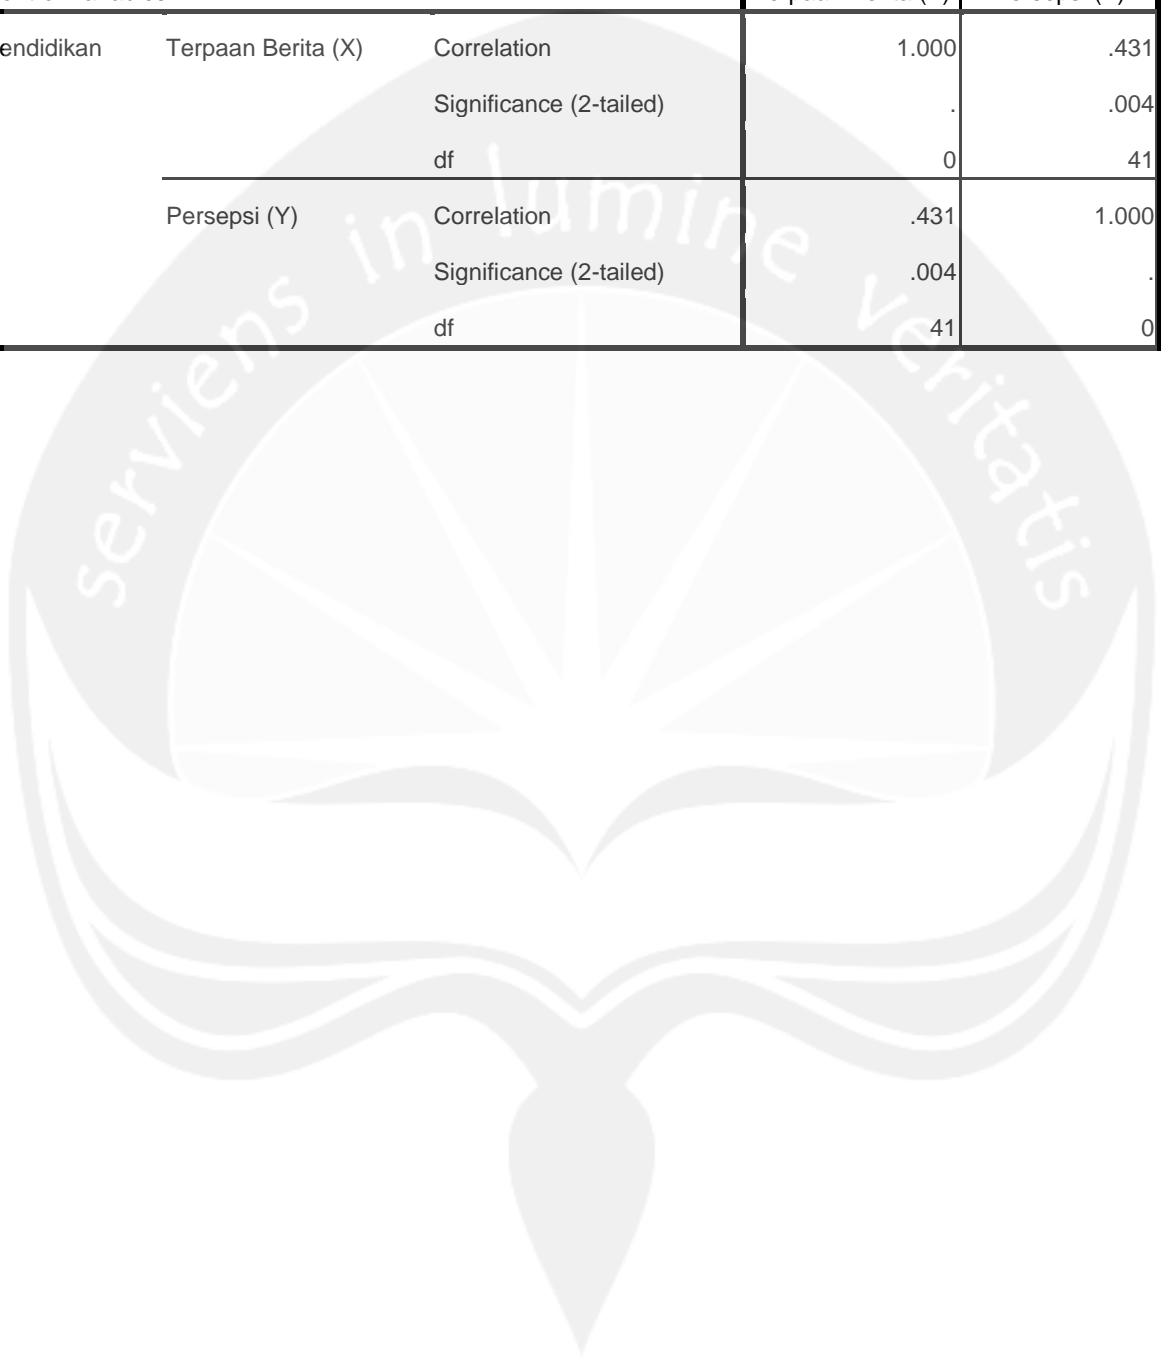 endidikan Terpaan Berita (X) Correlation 1.000 .431
Significance (2-tailed) . .004
df 0 41
Persepsi (Y) Correlation .431 1.000
Significance (2-tailed) .004 .
df 41 0
serviens in lumine veritatis